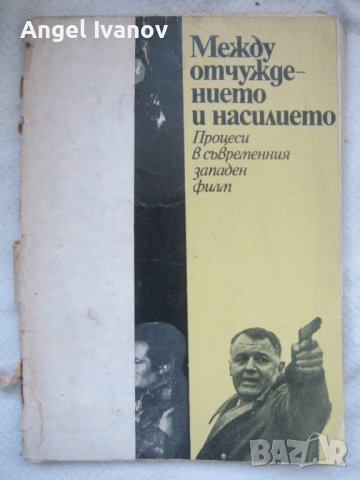 Angel Ivanov
Между
отчужде-
нието
и насилието
Процеси
в съвременния
западен
филм
BAZAR